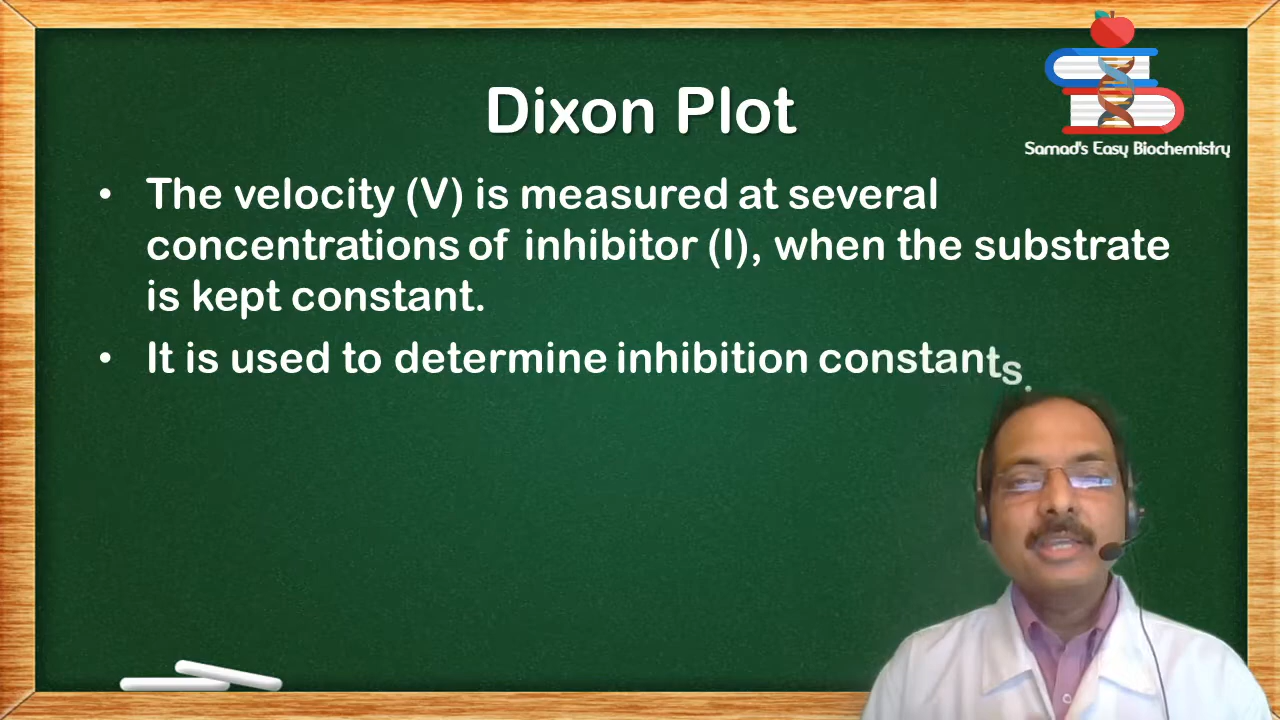 Samad's Easy Biochemistry
Dixon Plot
• The velocity (V) is measured at several
concentrations of inhibitor (I), when the substrate
is kept constant.
• It is used to determine inhibition constants.